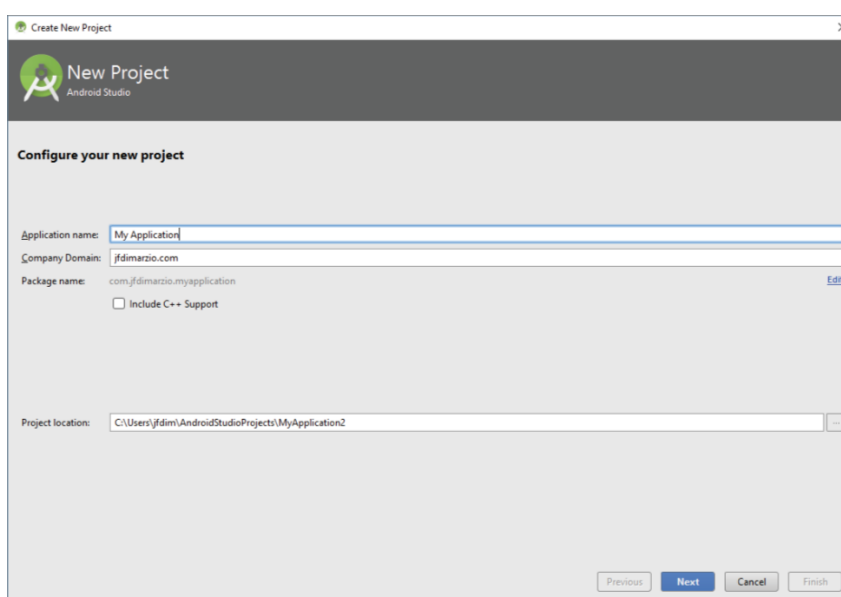 Create New Project
New Project
Android Studio
Configure your new project
Application name: My Application
Company Domain: jfdimarzio.com
Package name: com.jfdimarzio.myapplication
Edit
Include C++ Support
Project location: C:\Users\jfdim\AndroidStudioProjects\MyApplication2
...
Previous Next Cancel Finish